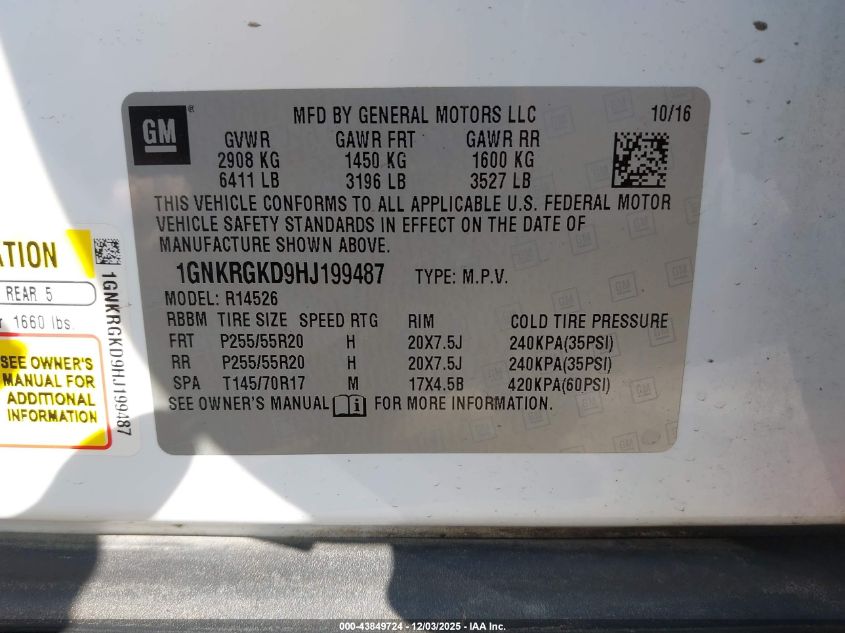 GM
®
MFD BY GENERAL MOTORS LLC
10/16
GVWR GAWR FRT GAWR RR
2908 KG 1450 KG 1600 KG
6411 LB 3196 LB 3527 LB
THIS VEHICLE CONFORMS TO ALL APPLICABLE U.S. FEDERAL MOTOR
VEHICLE SAFETY STANDARDS IN EFFECT ON THE DATE OF
MANUFACTURE SHOWN ABOVE.
1GNKRGKD9HJ199487 TYPE: M.P.V.
MODEL: R14526
RBBM TIRE SIZE SPEED RTG RIM COLD TIRE PRESSURE
FRT P255/55R20 H 20X7.5J 240KPA(35PSI)
RR P255/55R20 H 20X7.5J 240KPA(35PSI)
SPA T145/70R17 M 17X4.5B 420KPA(60PSI)
SEE OWNER'S MANUAL i FOR MORE INFORMATION.
REAR 5
1660 lbs.
SEE OWNER'S
MANUAL FOR
ADDITIONAL
INFORMATION
1GNKRGKD9HJ199487
000-43849724 - 12/03/2025 - IAA Inc.